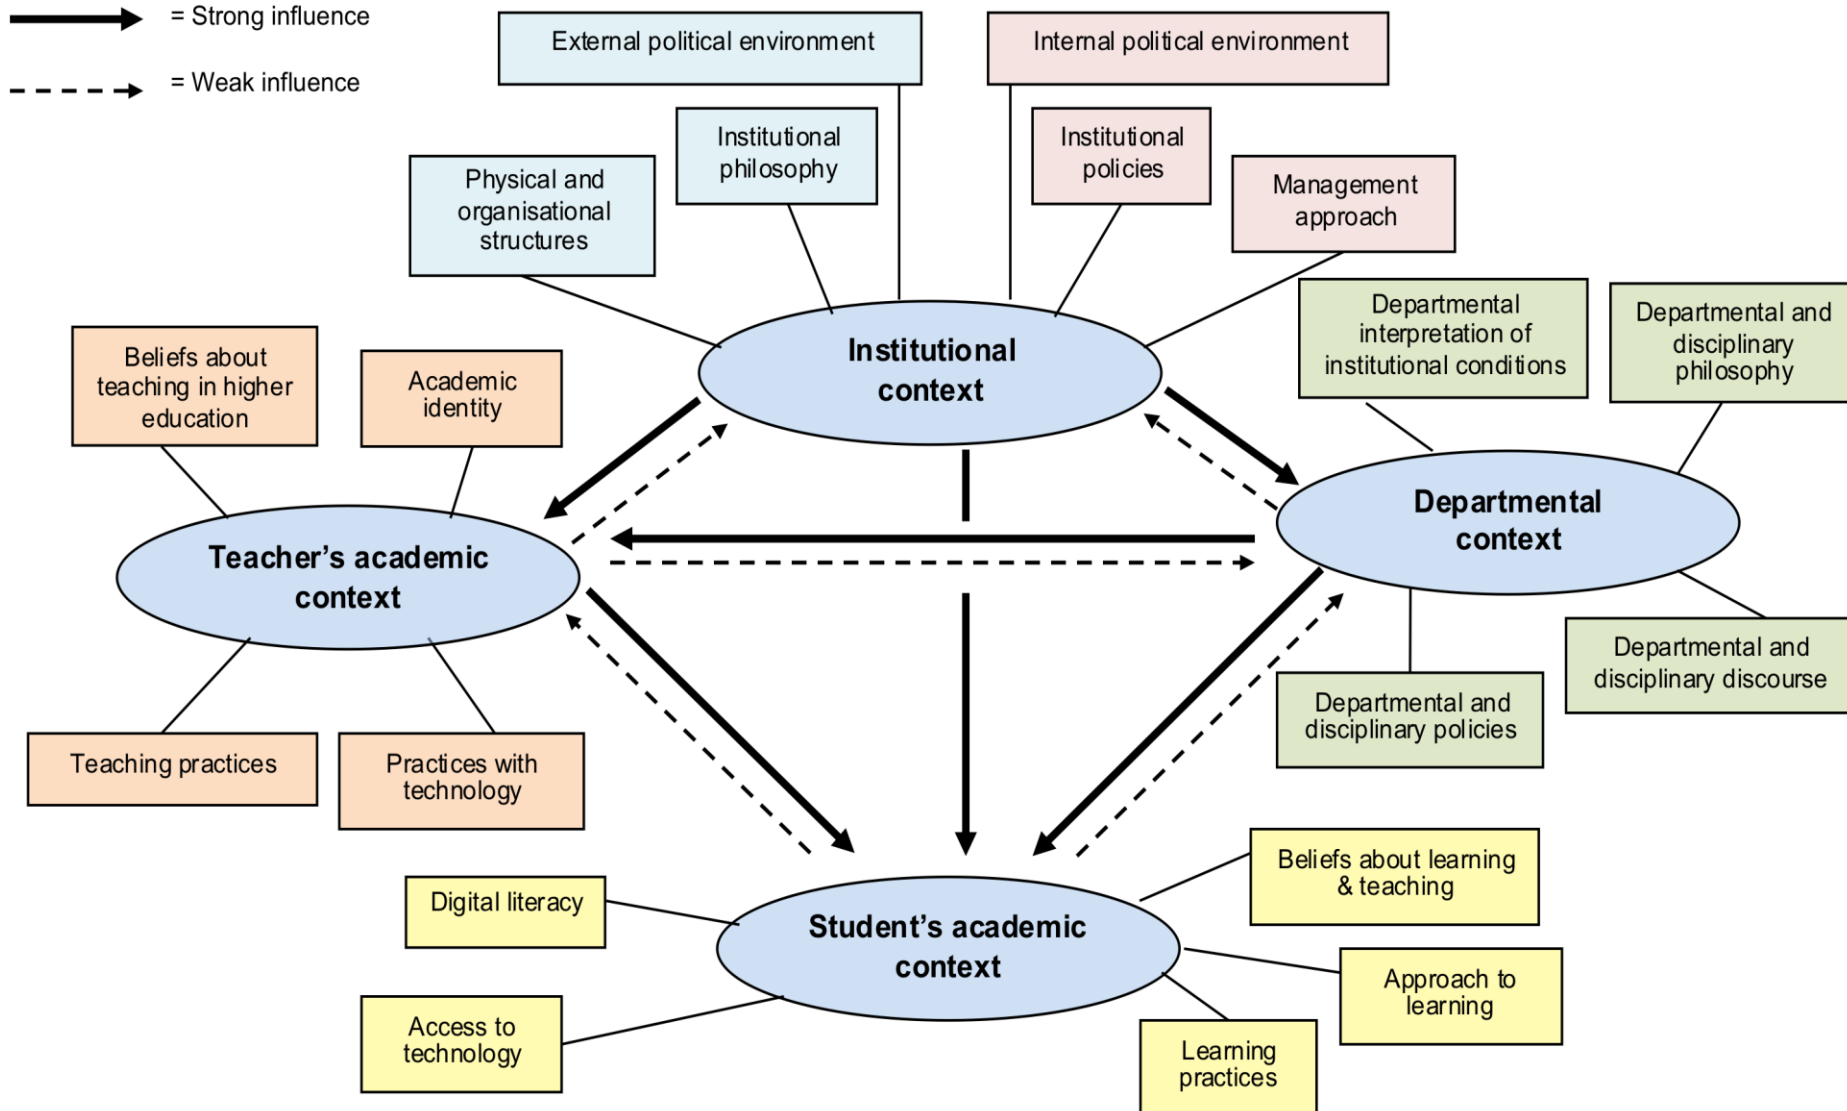 = Strong influence
= Weak influence
External political environment
Internal political environment
Institutional
philosophy
Institutional
policies
Physical and
organisational
structures
Management
approach
Departmental
interpretation of
institutional conditions
Departmental and
disciplinary
philosophy
Beliefs about
teaching in higher
education
Academic
identity
Institutional
context
Departmental
context
Teacher’s academic
context
Departmental and
disciplinary discourse
Departmental and
disciplinary policies
Teaching practices
Practices with
technology
Beliefs about learning
& teaching
Digital literacy
Student’s academic
context
Approach to
learning
Access to
technology
Learning
practices